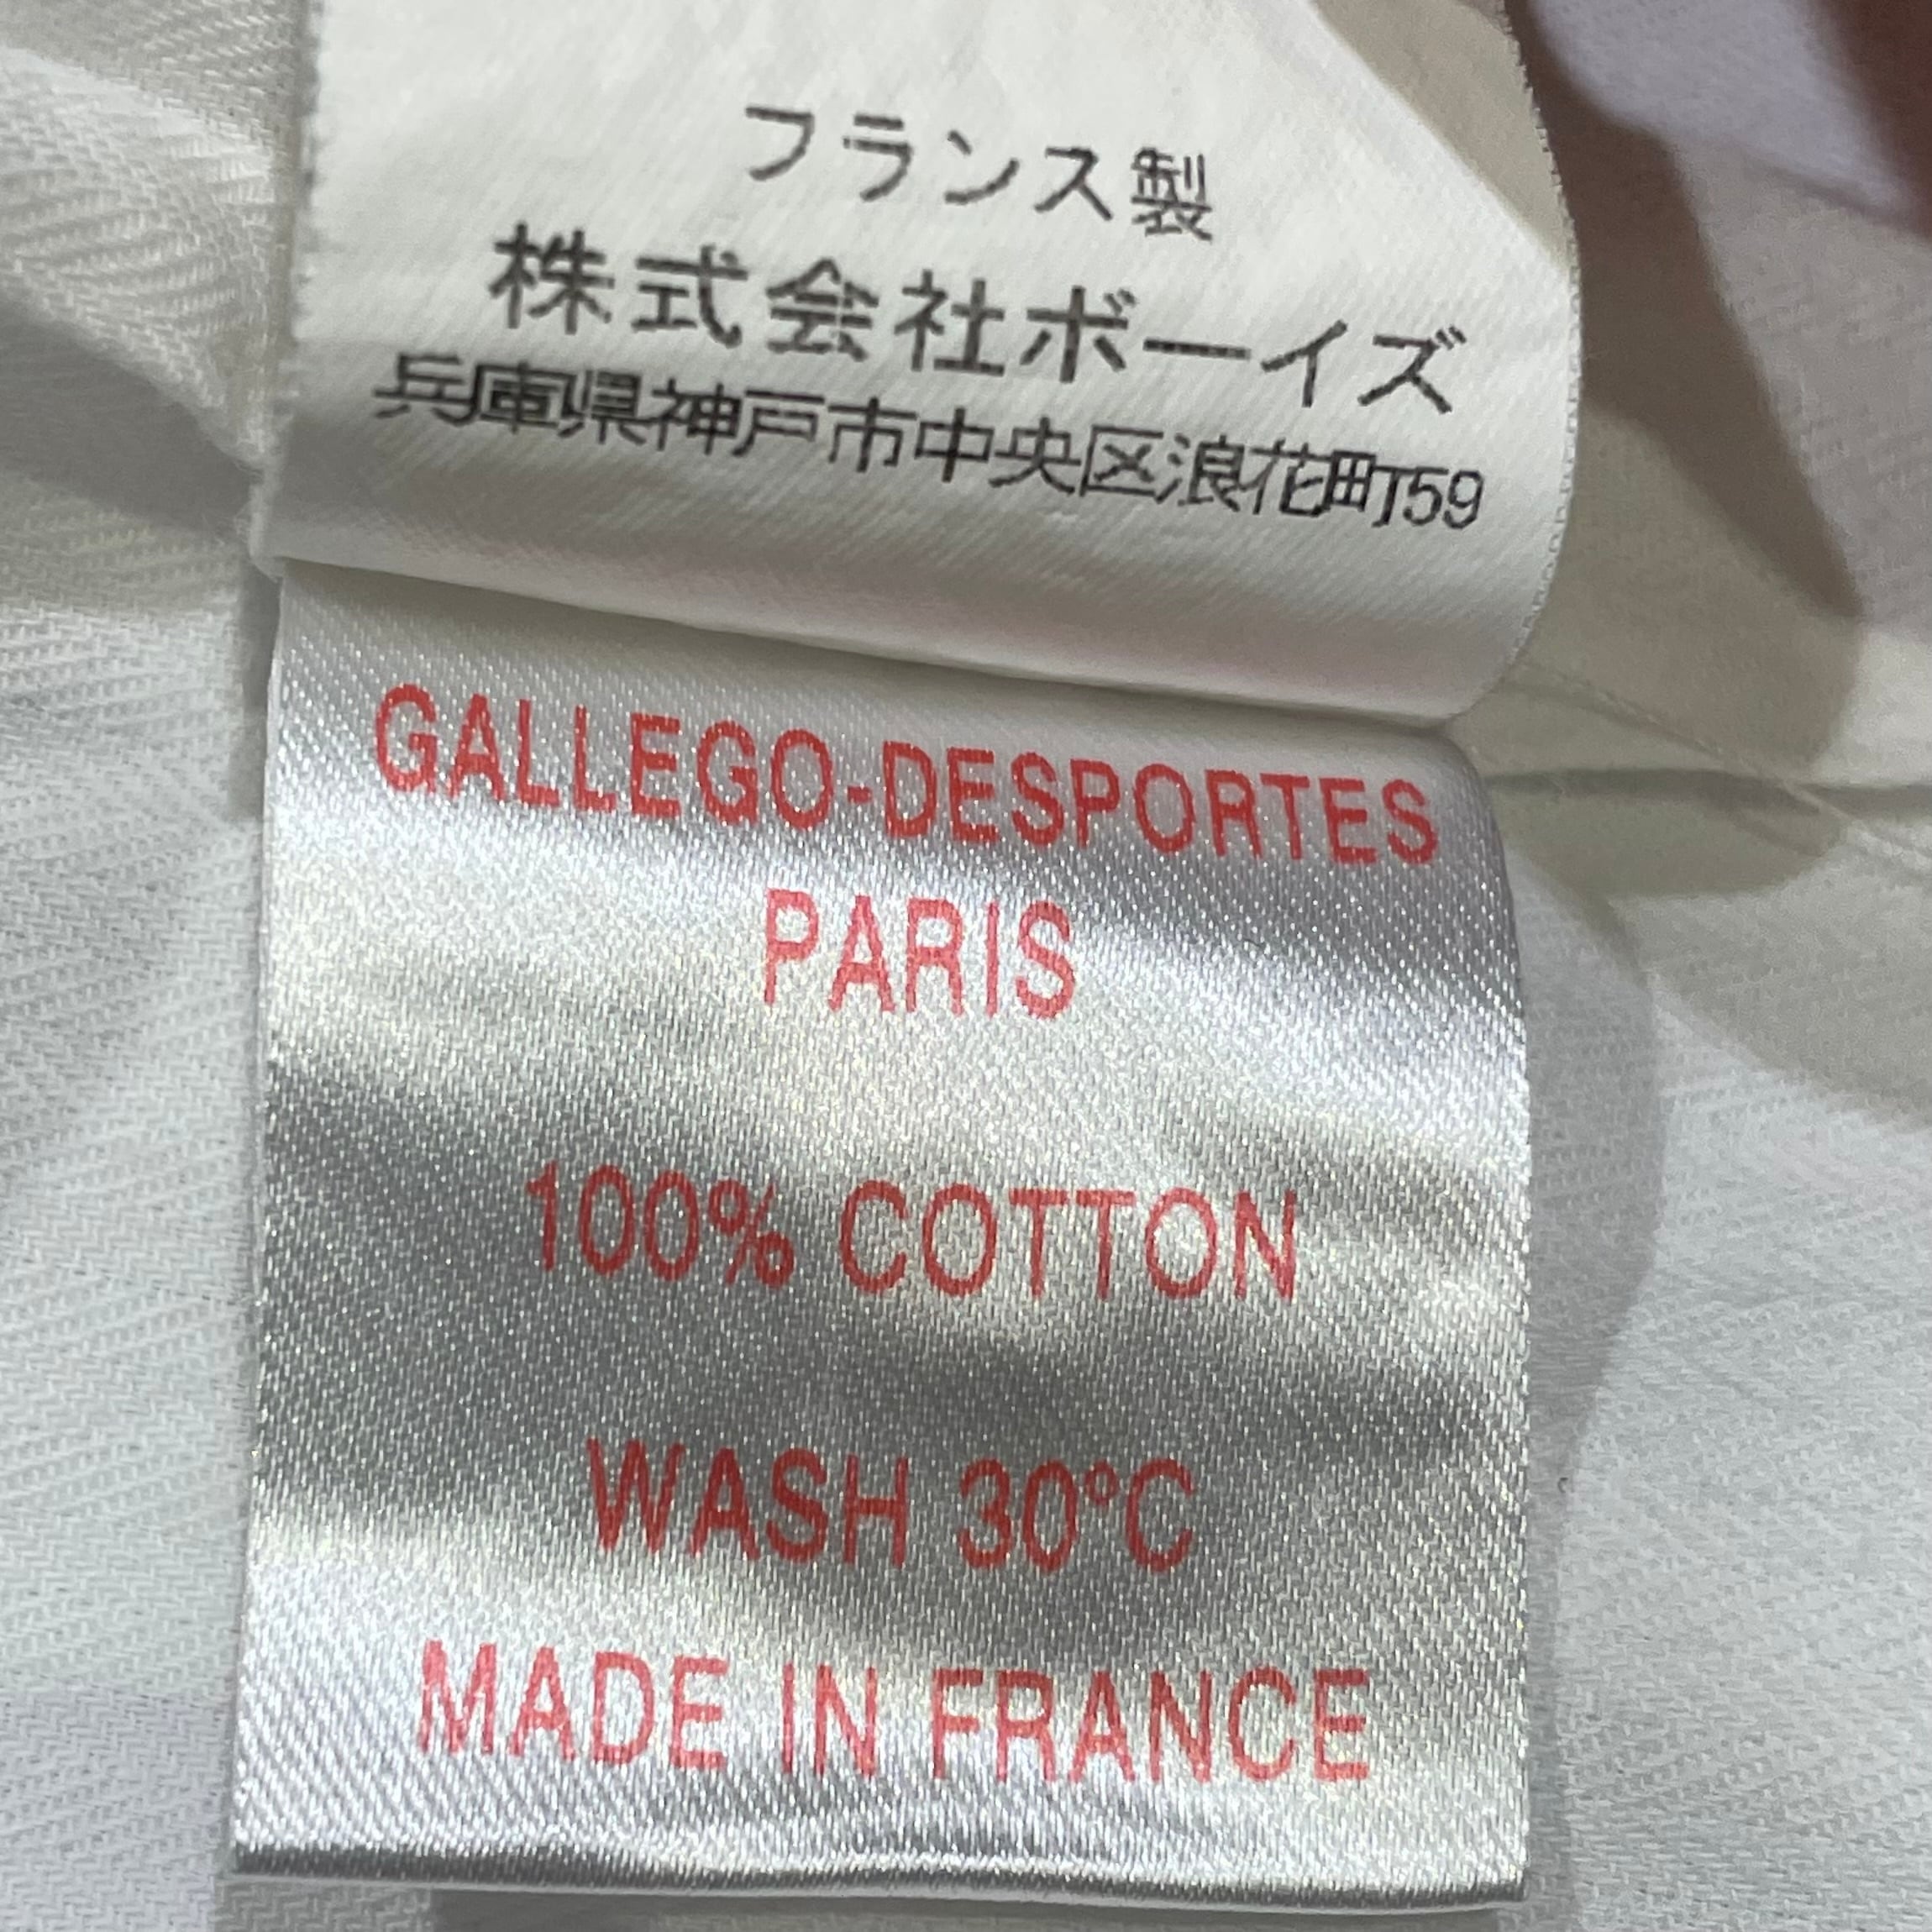 フランス製
株式会社ボーイズ
兵庫県神戸市中央区浪花町59
GALLEGO-DESPORTES
PARIS
100% COTTON
WASH 30°C
MADE IN FRANCE